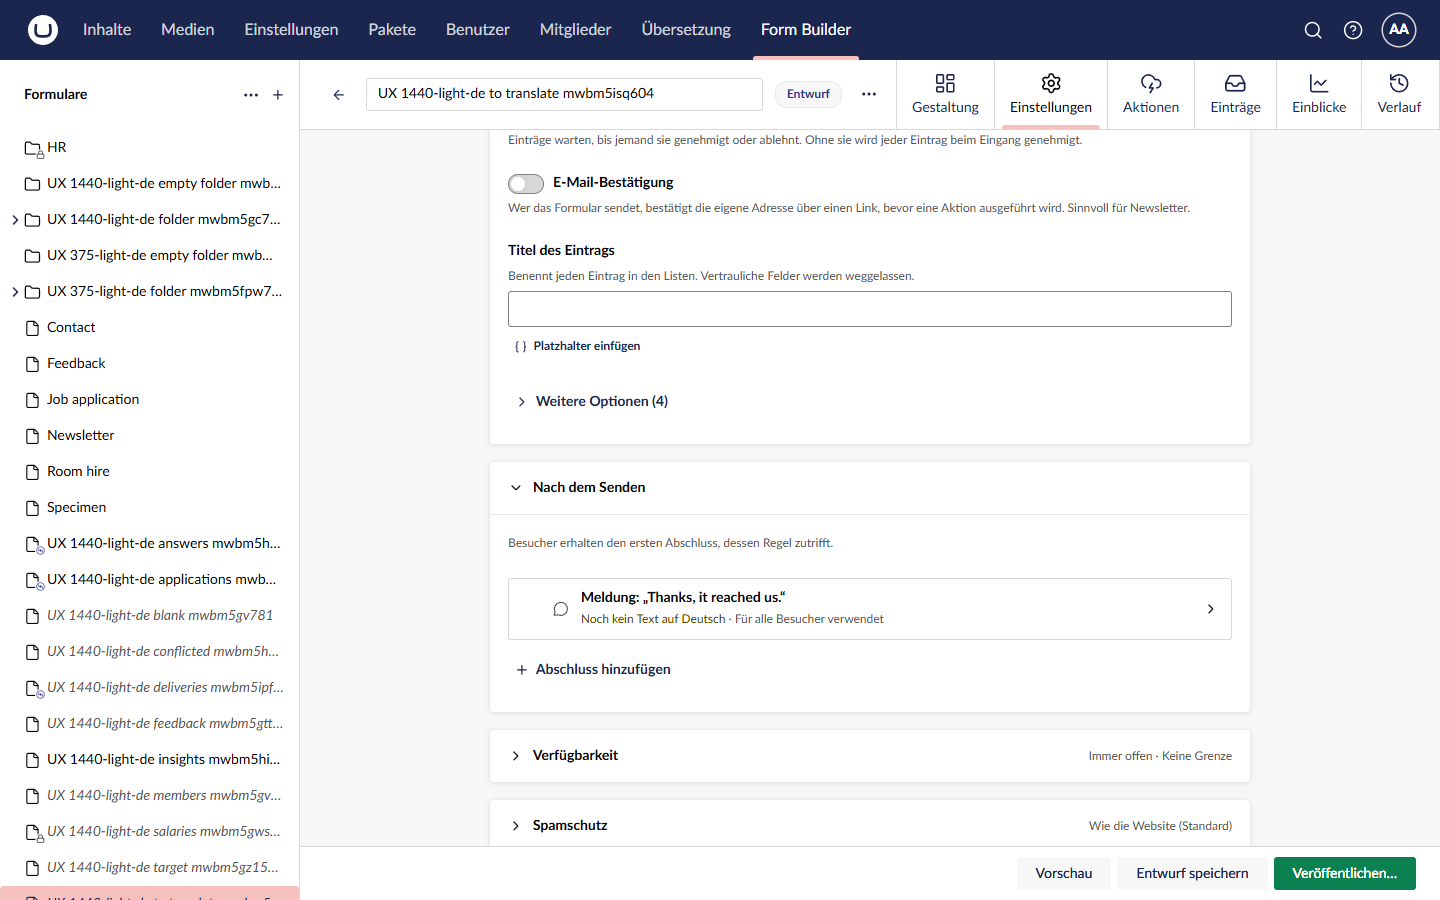 Inhalte
Medien
Einstellungen
Pakete
Benutzer
Mitglieder
Übersetzung
Form Builder
AA
Formulare
HR
UX 1440-light-de empty folder mwb...
UX 1440-light-de folder mwbm5gc7...
UX 375-light-de empty folder mwb...
UX 375-light-de folder mwbm5fpw7...
Contact
Feedback
Job application
Newsletter
Room hire
Specimen
UX 1440-light-de answers mwbm5h...
UX 1440-light-de applications mwb...
UX 1440-light-de blank mwbm5gv781
UX 1440-light-de conflicted mwbm5h...
UX 1440-light-de deliveries mwbm5ipf...
UX 1440-light-de feedback mwbm5gtt...
UX 1440-light-de insights mwbm5hi...
UX 1440-light-de members mwbm5gv...
UX 1440-light-de salaries mwbm5gws...
UX 1440-light-de target mwbm5gz15...
UX 1440-light-de to translate mwbm5isq604
Entwurf
Gestaltung
Einstellungen
Aktionen
Einträge
Einblicke
Verlauf
Einträge warten, bis jemand sie genehmigt oder ablehnt. Ohne sie wird jeder Eintrag beim Eingang genehmigt.
E-Mail-Bestätigung
Wer das Formular sendet, bestätigt die eigene Adresse über einen Link, bevor eine Aktion ausgeführt wird. Sinnvoll für Newsletter.
Titel des Eintrags
Benennt jeden Eintrag in den Listen. Vertrauliche Felder werden weggelassen.
{ } Platzhalter einfügen
Weitere Optionen (4)
Nach dem Senden
Besucher erhalten den ersten Abschluss, dessen Regel zutrifft.
Meldung: „Thanks, it reached us.“
Noch kein Text auf Deutsch · Für alle Besucher verwendet
Abschluss hinzufügen
Verfügbarkeit
Immer offen · Keine Grenze
Spamschutz
Wie die Website (Standard)
Vorschau
Entwurf speichern
Veröffentlichen...